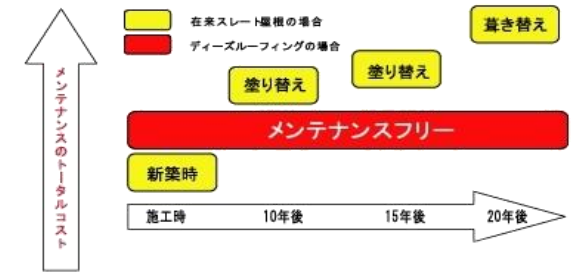 在来スレート屋根の場合
ディーズルーフィングの場合
葺き替え
塗り替え
塗り替え
メンテナンスフリー
新築時
施工時 10年後 15年後 20年後
メンテナンスのトータルコスト